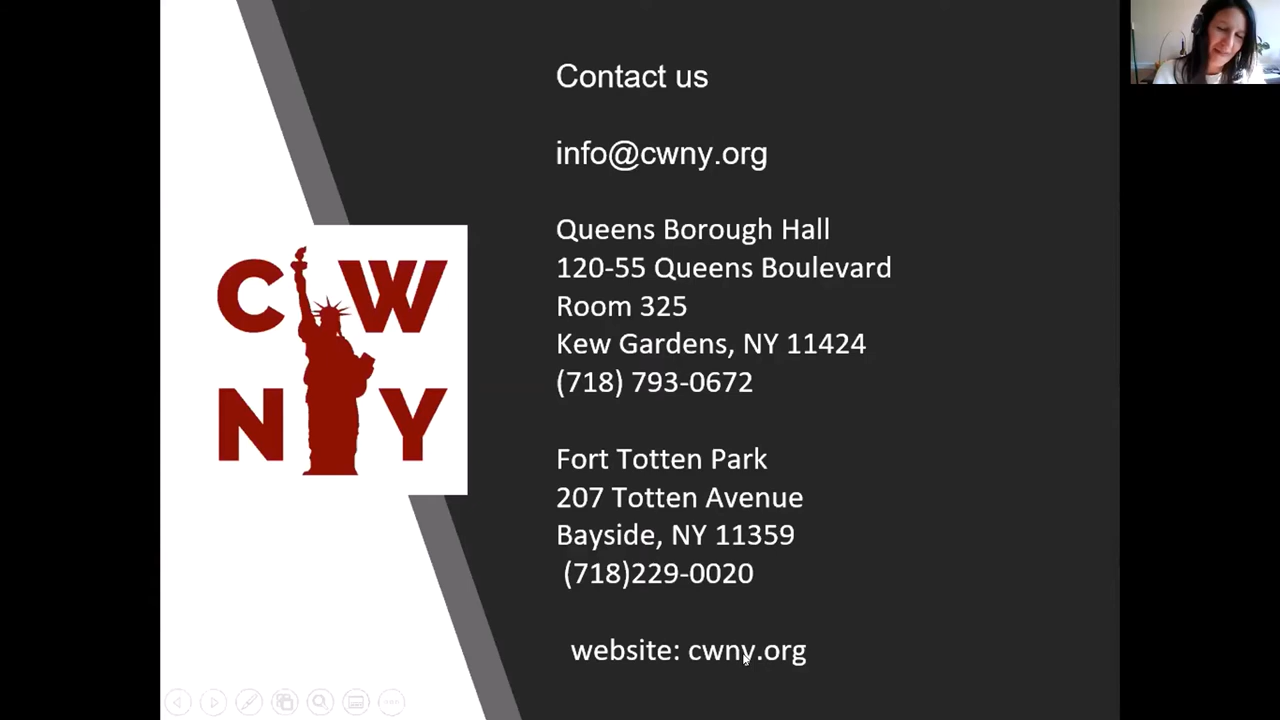 Contact us
info@cwny.org
Queens Borough Hall
120-55 Queens Boulevard
Room 325
Kew Gardens, NY 11424
(718) 793-0672
C W
N Y
Fort Totten Park
207 Totten Avenue
Bayside, NY 11359
(718)229-0020
website: cwny.org